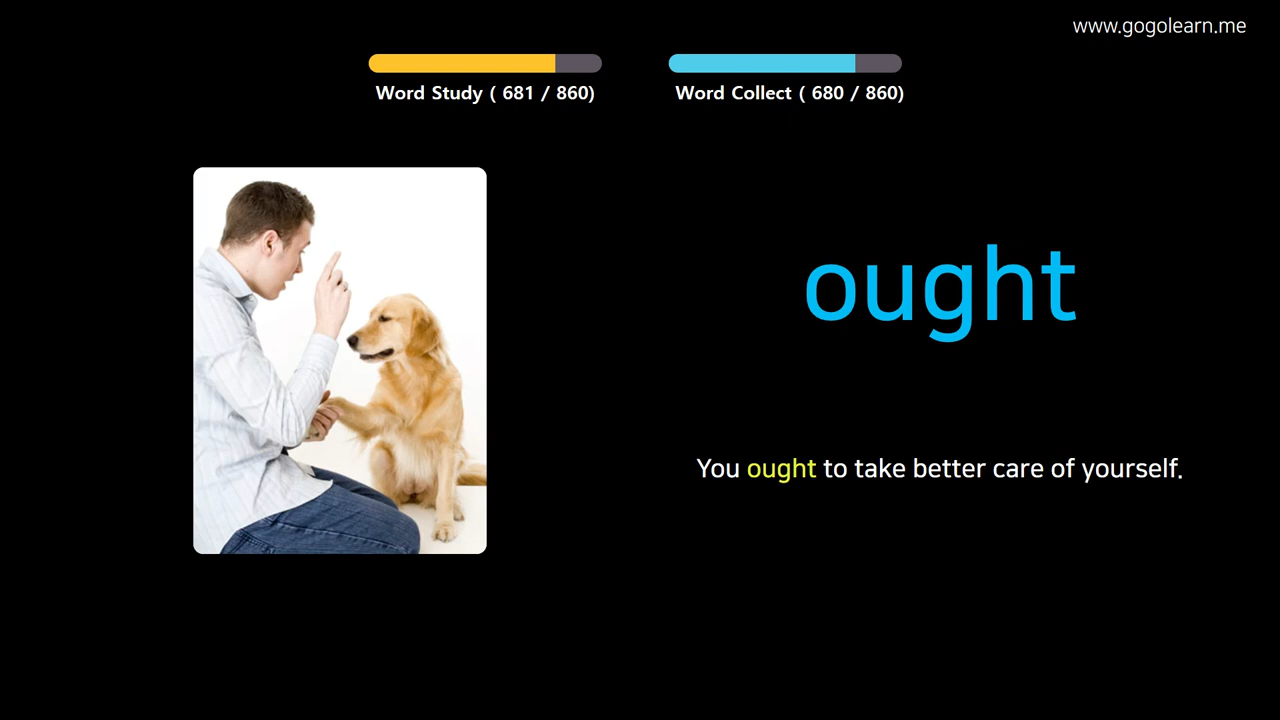 www.gogolearn.me
Word Study ( 681 / 860)
Word Collect ( 680 / 860)
ought
You ought to take better care of yourself.